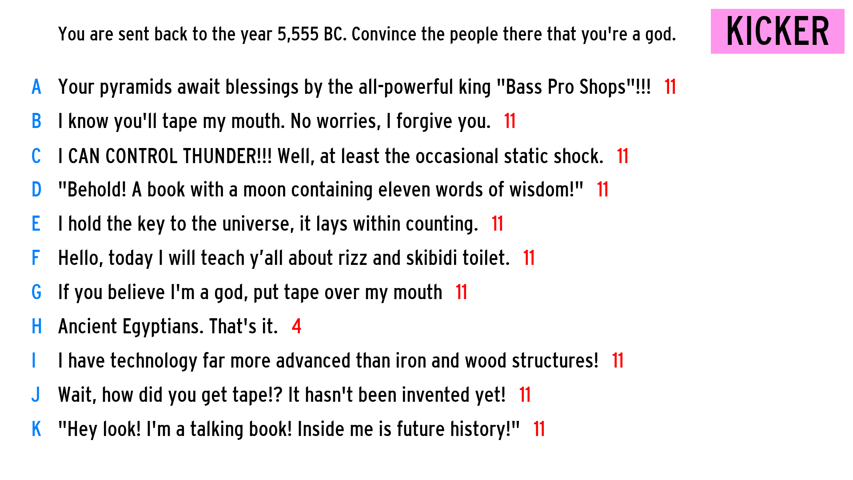 You are sent back to the year 5,555 BC. Convince the people there that you're a god.
KICKER
A Your pyramids await blessings by the all-powerful king "Bass Pro Shops"!!! 11
B I know you'll tape my mouth. No worries, I forgive you. 11
C I CAN CONTROL THUNDER!!! Well, at least the occasional static shock. 11
D "Behold! A book with a moon containing eleven words of wisdom!" 11
E I hold the key to the universe, it lays within counting. 11
F Hello, today I will teach y’all about rizz and skibidi toilet. 11
G If you believe I'm a god, put tape over my mouth 11
H Ancient Egyptians. That's it. 4
I I have technology far more advanced than iron and wood structures! 11
J Wait, how did you get tape!? It hasn't been invented yet! 11
K "Hey look! I'm a talking book! Inside me is future history!" 11